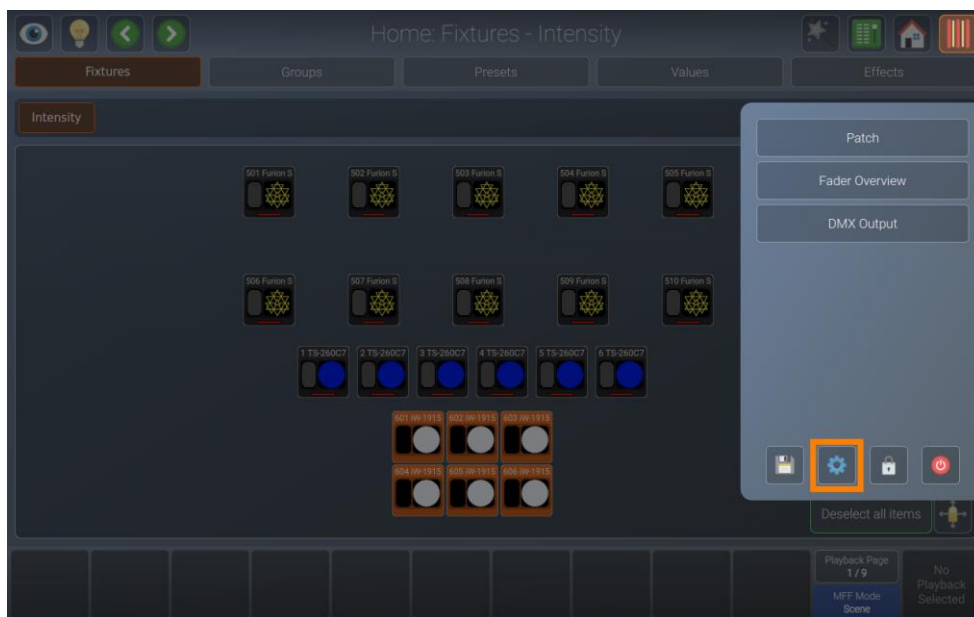 Home: Fixtures - Intensity
Fixtures
Groups
Presets
Values
Effects
Intensity
Patch
Fader Overview
DMX Output
501 Furion S
502 Furion S
503 Furion S
504 Furion S
505 Furion S
506 Furion S
507 Furion S
508 Furion S
509 Furion S
510 Furion S
1 TS-260C7
2 TS-260C7
3 TS-260C7
4 TS-260C7
5 TS-260C7
6 TS-260C7
601 IW-1915
602 IW-1915
603 IW-1915
604 IW-1915
605 IW-1915
606 IW-1915
Deselect all items
Playback Page
1 / 9
MFF Mode
Scene
No
Playback
Selected